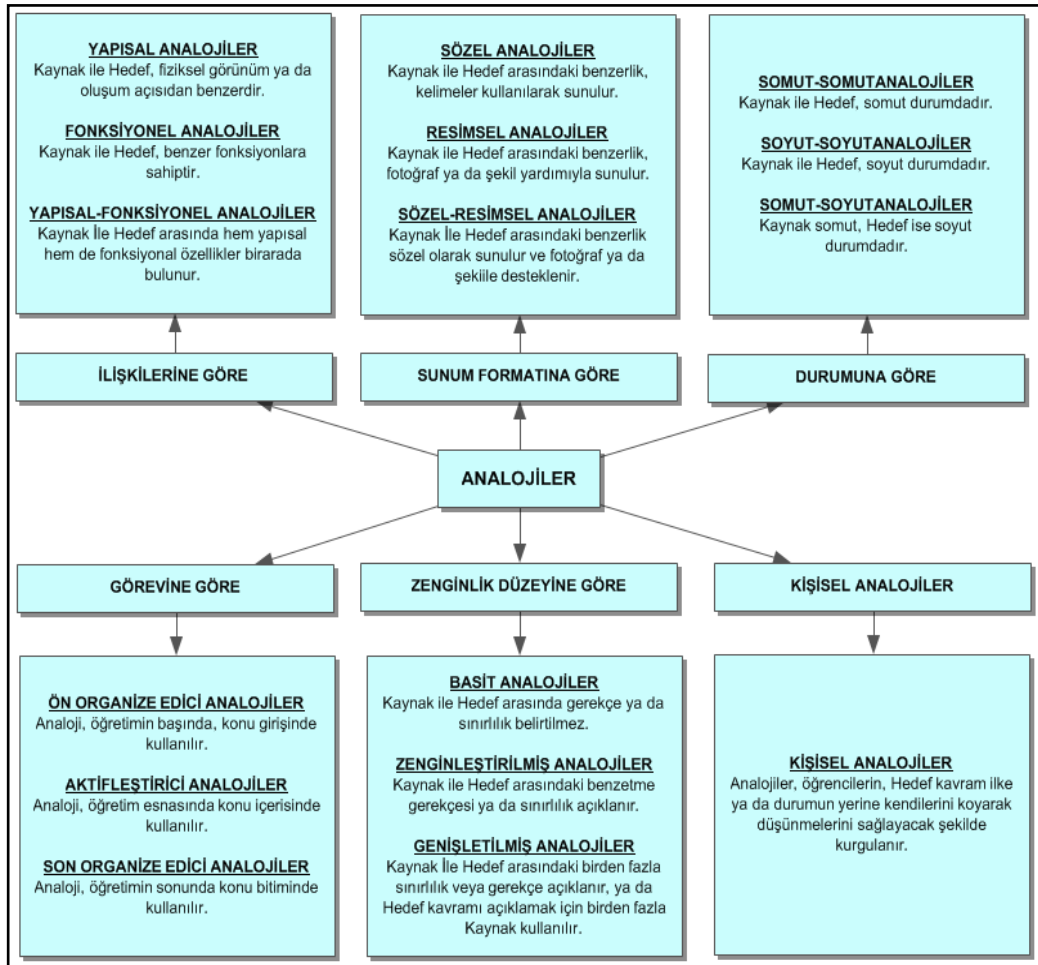 YAPISAL ANALOJİLER
Kaynak ile Hedef, fiziksel görünüm ya da
oluşum açısıdan benzerdir.
FONKSİYONEL ANALOJİLER
Kaynak ile Hedef, benzer fonksiyonlara
sahiptir.
YAPISAL-FONKSİYONEL ANALOJİLER
Kaynak İle Hedef arasında hem yapısal
hem de fonksiyonal özellikler birarada
bulunur.
SÖZEL ANALOJİLER
Kaynak ile Hedef arasındaki benzerlik,
kelimeler kullanılarak sunulur.
RESİMSEL ANALOJİLER
Kaynak ile Hedef arasındaki benzerlik,
fotoğraf ya da şekil yardımıyla sunulur.
SÖZEL-RESİMSEL ANALOJİLER
Kaynak İle Hedef arasındaki benzerlik
sözel olarak sunulur ve fotoğraf ya da
şekiile desteklenir.
SOMUT-SOMUTANALOJİLER
Kaynak ile Hedef, somut durumdadır.
SOYUT-SOYUTANALOJİLER
Kaynak ile Hedef, soyut durumdadır.
SOMUT-SOYUTANALOJİLER
Kaynak somut, Hedef ise soyut
durumdadır.
İLİŞKİLERİNE GÖRE
SUNUM FORMATINA GÖRE
DURUMUNA GÖRE
ANALOJİLER
GÖREVİNE GÖRE
ZENGİNLİK DÜZEYİNE GÖRE
KİŞİSEL ANALOJİLER
ÖN ORGANİZE EDİCİ ANALOJİLER
Analoji, öğretimin başında, konu girişinde
kullanılır.
AKTİFLEŞTİRİCİ ANALOJİLER
Analoji, öğretim esnasında konu içerisinde
kullanılır.
SON ORGANİZE EDİCİ ANALOJİLER
Analoji, öğretimin sonunda konu bitiminde
kullanılır.
BASİT ANALOJİLER
Kaynak ile Hedef arasında gerekçe ya da
sınırlılık belirtilmez.
ZENGİNLEŞTİRİLMİŞ ANALOJİLER
Kaynak ile Hedef arasındaki benzetme
gerekçesi ya da sınırlılık açıklanır.
GENİŞLETİLMİŞ ANALOJİLER
Kaynak İle Hedef arasındaki birden fazla
sınırlılık veya gerekçe açıklanır, ya da
Hedef kavramı açıklamak için birden fazla
Kaynak kullanılır.
KİŞİSEL ANALOJİLER
Analojiler, öğrencilerin, Hedef kavram ilke
ya da durumun yerine kendilerini koyarak
düşünmelerini sağlayacak şekilde
kurgulanır.